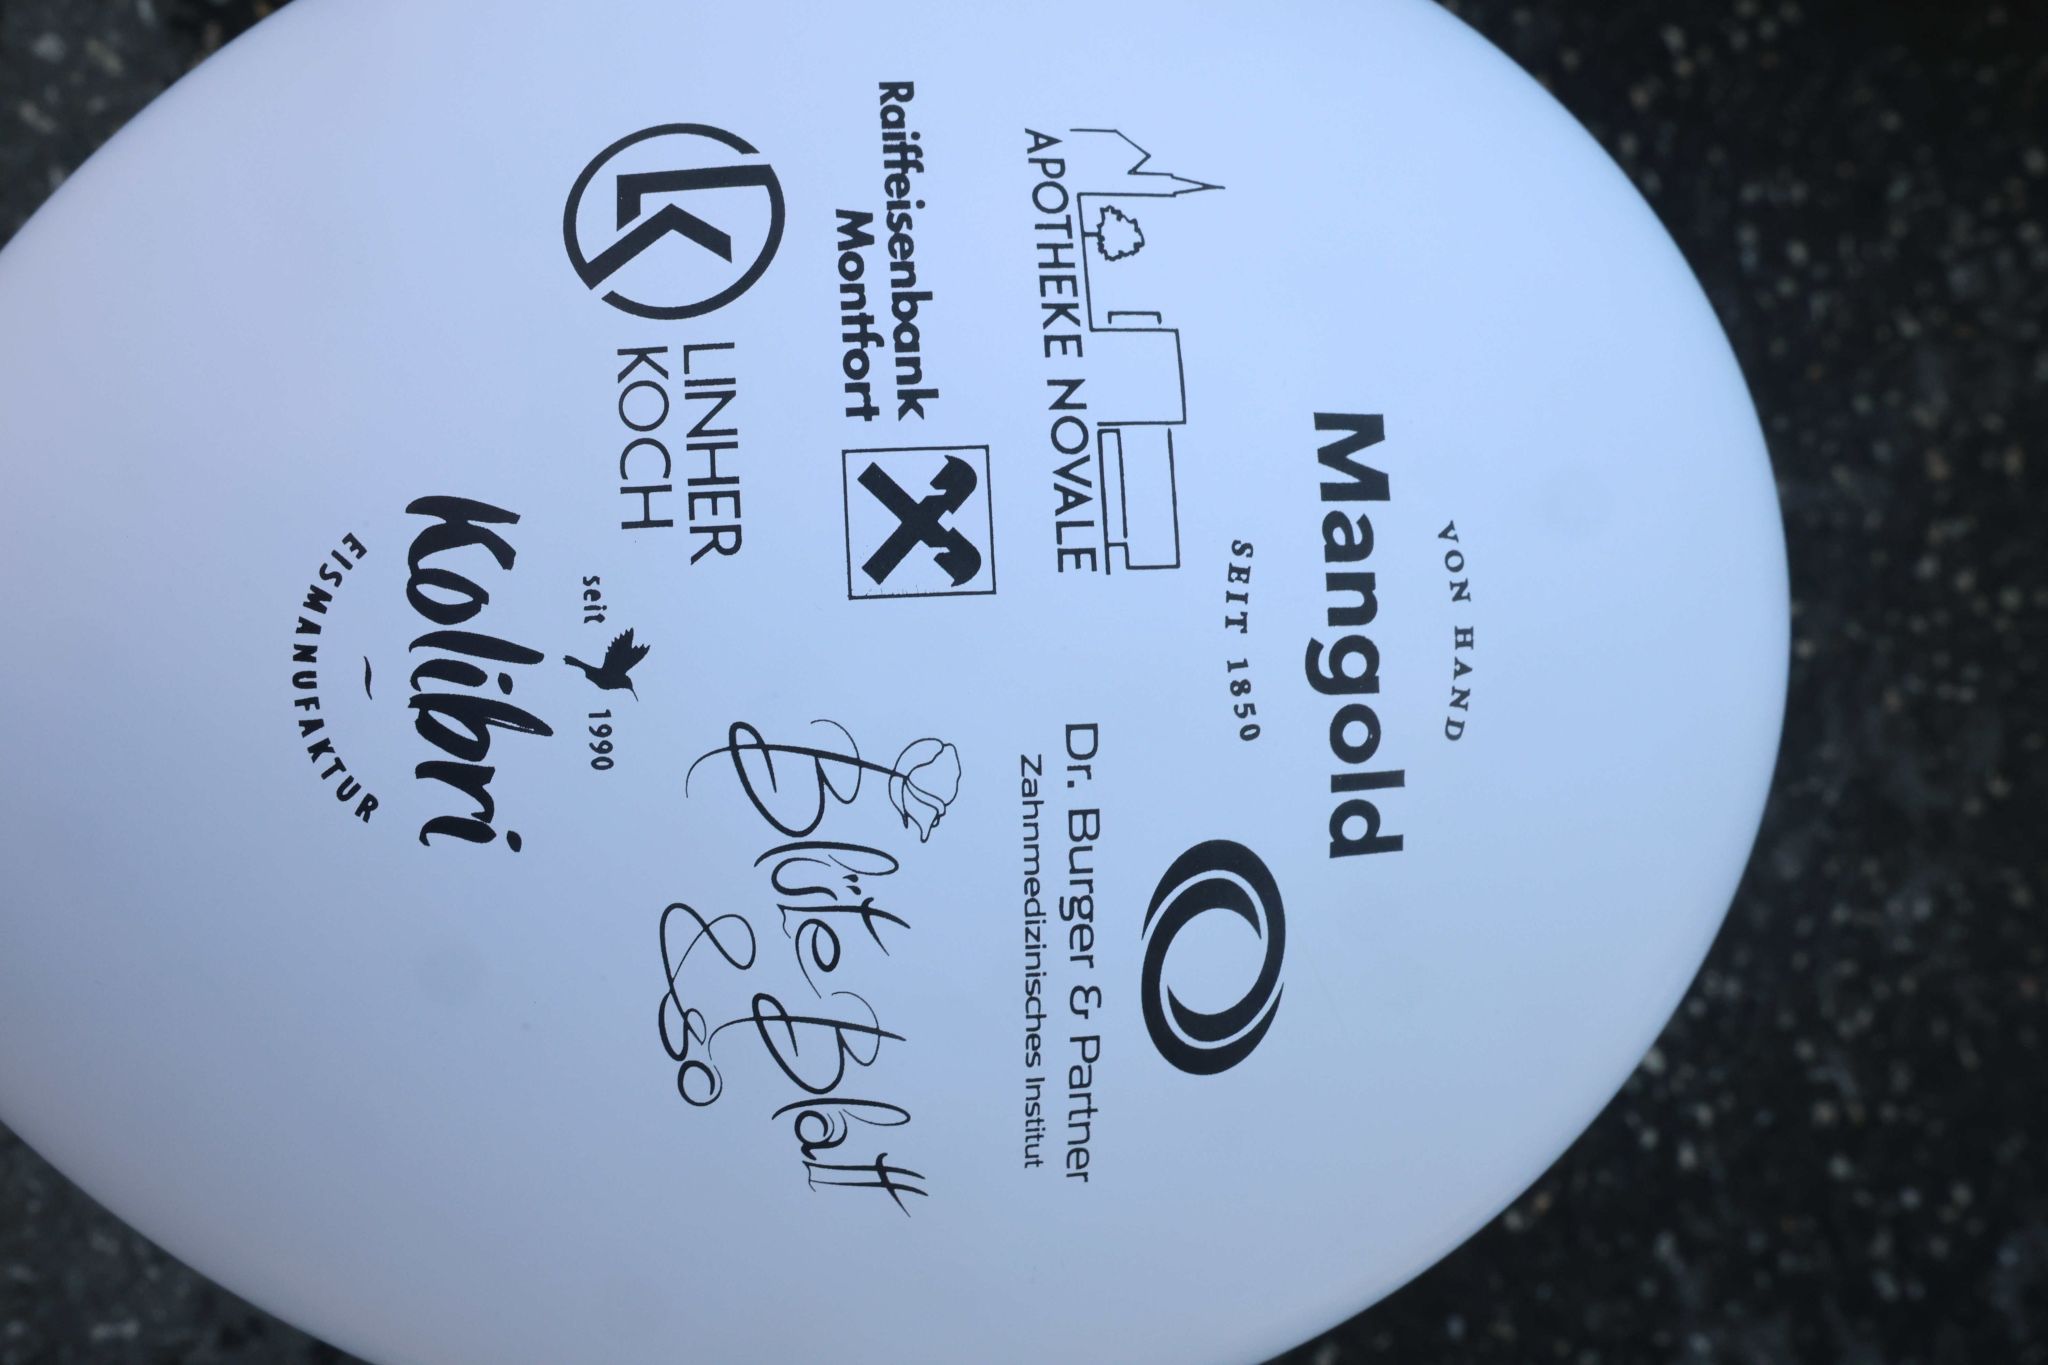 VON HAND
Mangold
SEIT 1850
APOTHEKE NOVALE
Dr. Burger & Partner
Zahnmedizinisches Institut
Raiffeisenbank
Montfort
Blüte Blatt
& so
LK
LINHER
KOCH
seit 1990
Kolibri
EISMANUFAKTUR